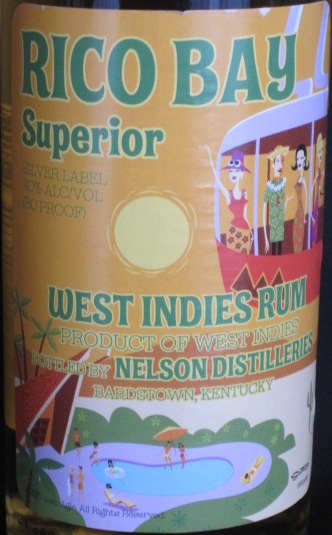 RICO BAY
Superior
SILVER LABEL
40% ALC/VOL
(80 PROOF)
WEST INDIES RUM
PRODUCT OF WEST INDIES
BOTTLED BY NELSON DISTILLERIES
BARDSTOWN, KENTUCKY
All Rights Reserved.